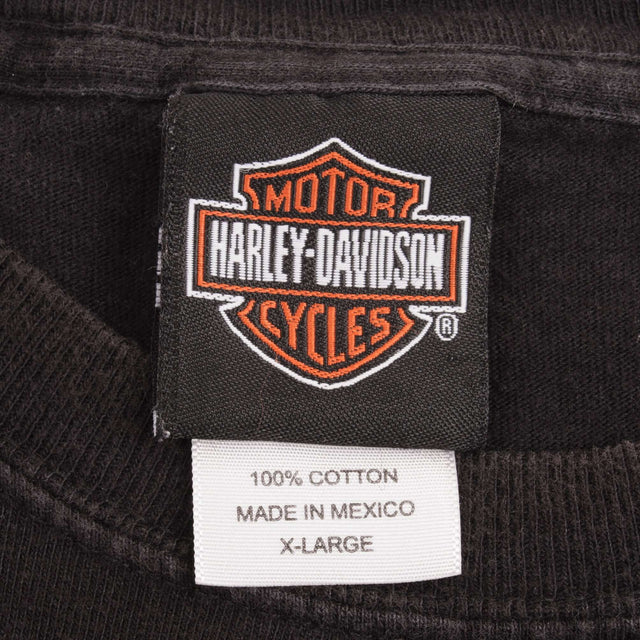 MOTOR
HARLEY-DAVIDSON
CYCLES
®
100% COTTON
MADE IN MEXICO
X-LARGE